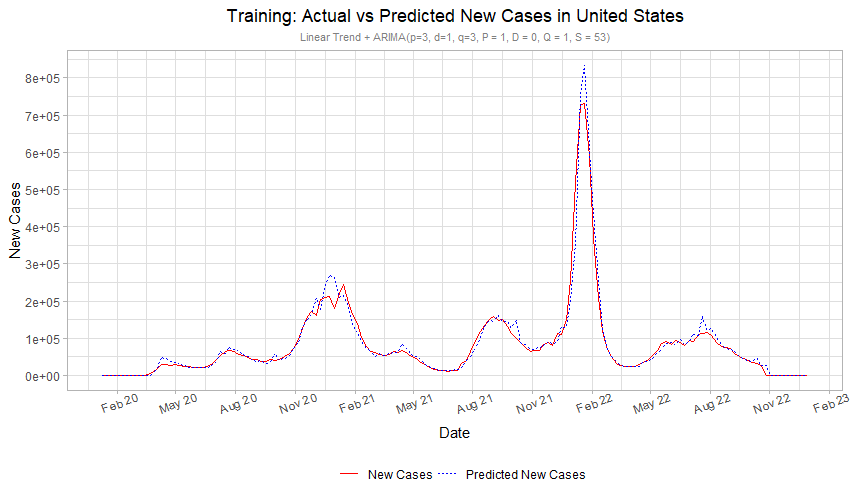 Training: Actual vs Predicted New Cases in United States
Linear Trend + ARIMA(p=3, d=1, q=3, P = 1, D = 0, Q = 1, S = 53)
New Cases
8e+05
7e+05
6e+05
5e+05
4e+05
3e+05
2e+05
1e+05
0e+00
Feb 20 May 20 Aug 20 Nov 20 Feb 21 May 21 Aug 21 Nov 21 Feb 22 May 22 Aug 22 Nov 22 Feb 23
Date
New Cases Predicted New Cases